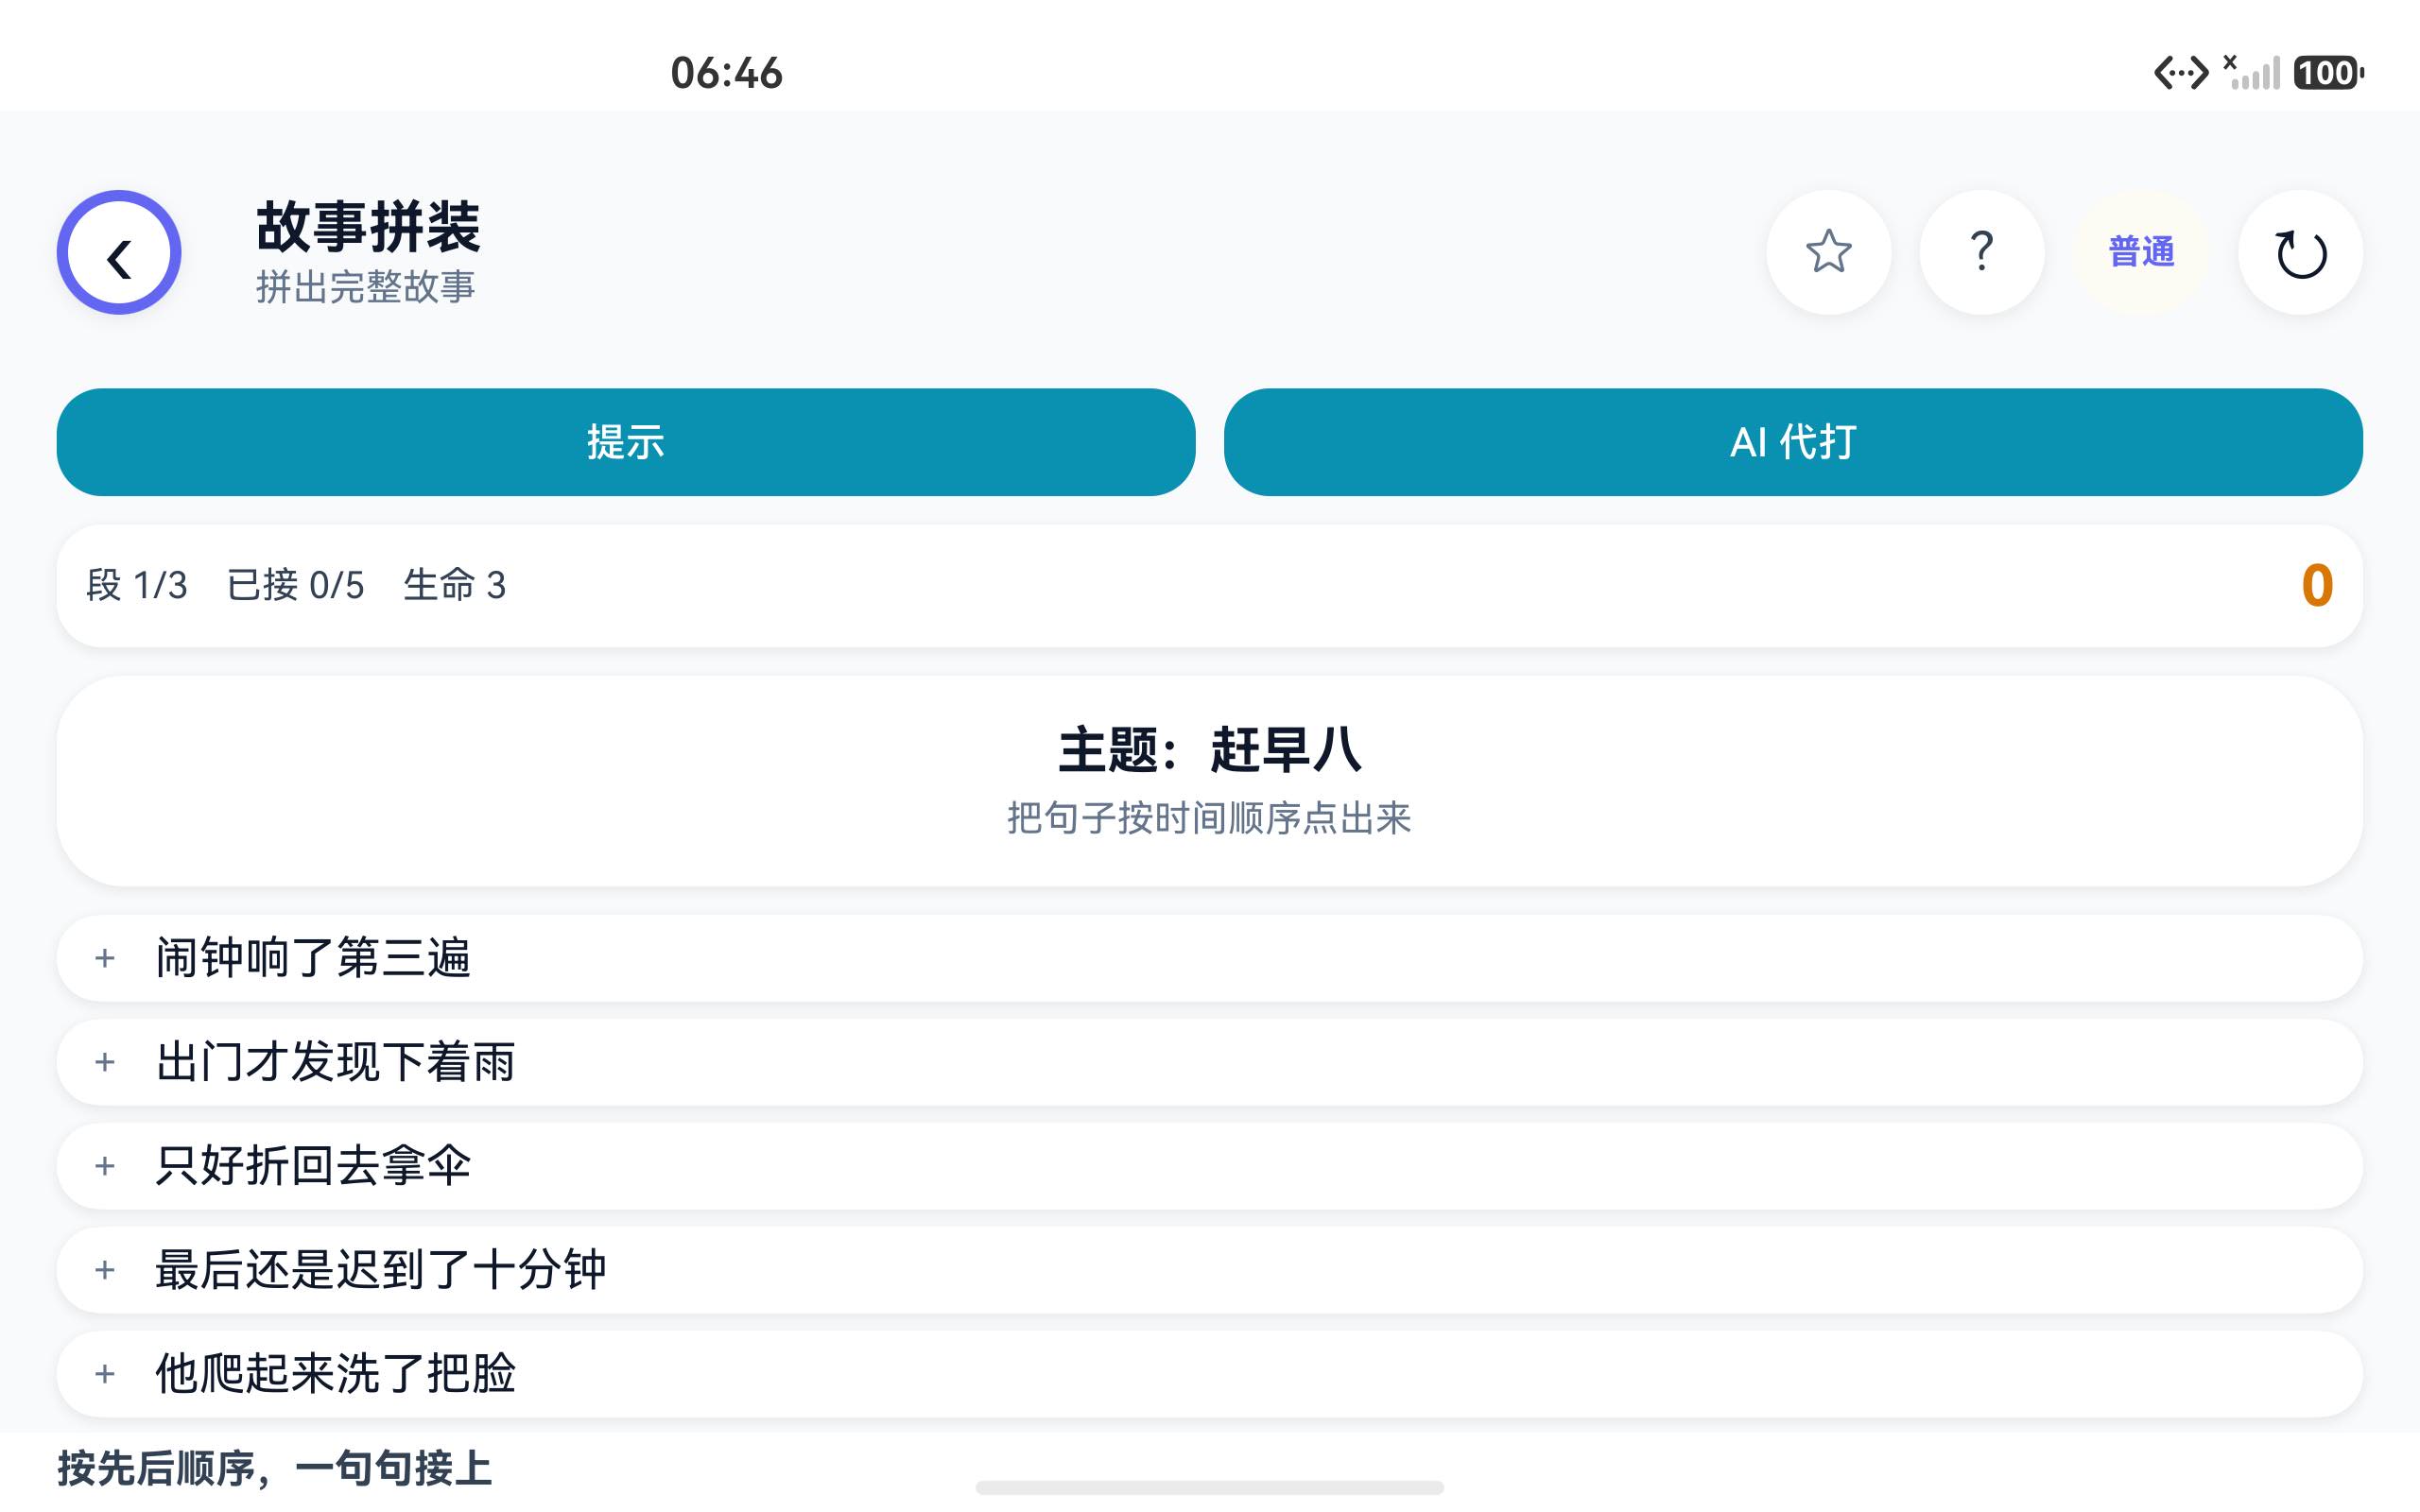 06:46
100
故事拼装
拼出完整故事
?
普通
提示
AI 代打
段 1/3 已接 0/5 生命 3
0
主题：赶早八
把句子按时间顺序点出来
+ 闹钟响了第三遍
+ 出门才发现下着雨
+ 只好折回去拿伞
+ 最后还是迟到了十分钟
+ 他爬起来洗了把脸
按先后顺序，一句句接上